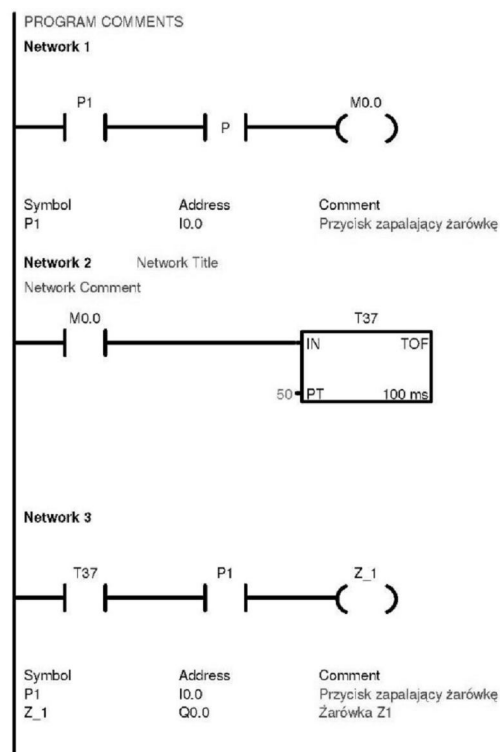 PROGRAM COMMENTS
Network 1
P1 P M0.0
Symbol Address Comment
P1 I0.0 Przycisk zapalający żarówkę
Network 2 Network Title
Network Comment
M0.0 T37
IN TOF
50 PT 100 ms
Network 3
T37 P1 Z_1
Symbol Address Comment
P1 I0.0 Przycisk zapalający żarówkę
Z_1 Q0.0 Żarówka Z1